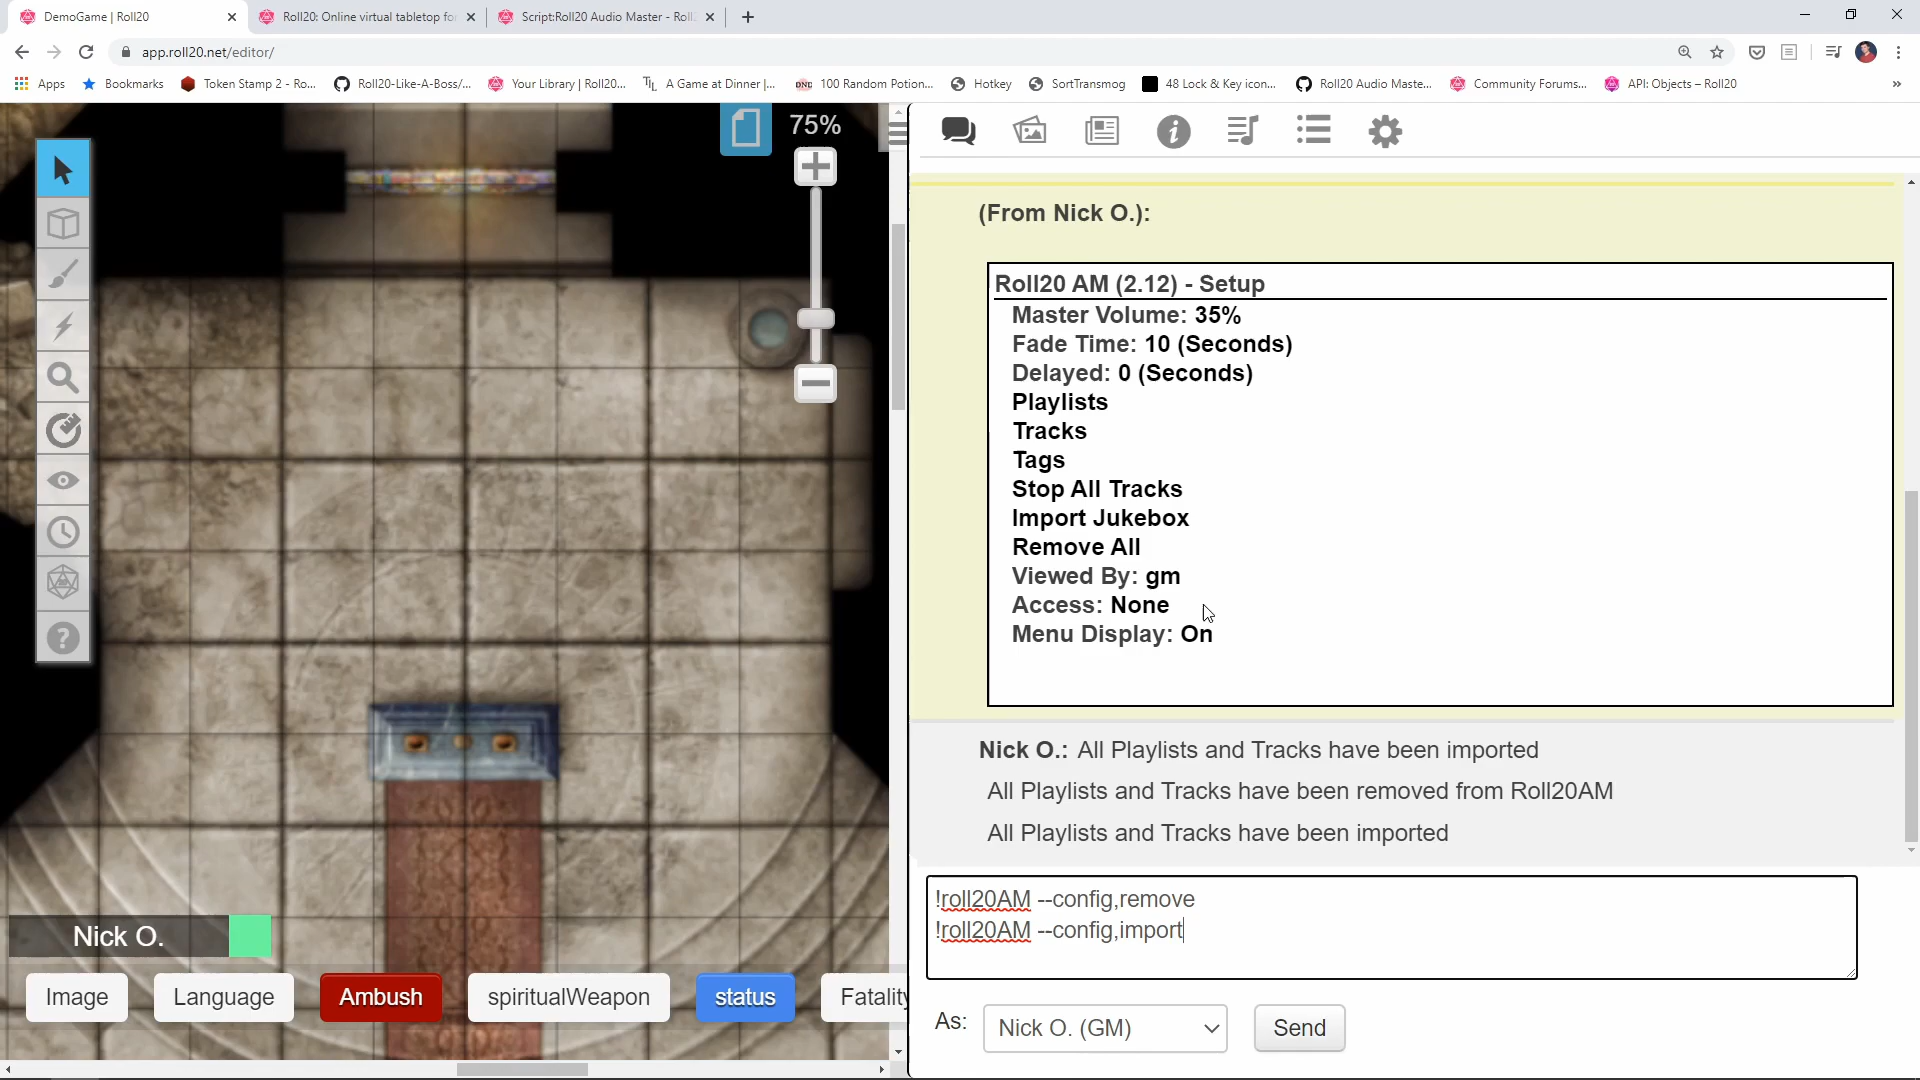 DemoGame | Roll20
Roll20: Online virtual tabletop fo
Script:Roll20 Audio Master - Roll
app.roll20.net/editor/
Apps
Bookmarks
Token Stamp 2 - Ro...
Roll20-Like-A-Boss/...
Your Library | Roll20...
A Game at Dinner |...
100 Random Potion...
Hotkey
SortTransmog
48 Lock & Key icon...
Roll20 Audio Maste...
Community Forums...
API: Objects – Roll20
75%
(From Nick O.):
Roll20 AM (2.12) - Setup
Master Volume: 35%
Fade Time: 10 (Seconds)
Delayed: 0 (Seconds)
Playlists
Tracks
Tags
Stop All Tracks
Import Jukebox
Remove All
Viewed By: gm
Access: None
Menu Display: On
Nick O.: All Playlists and Tracks have been imported
All Playlists and Tracks have been removed from Roll20AM
All Playlists and Tracks have been imported
!roll20AM --config,remove
!roll20AM --config,import
Nick O.
Image
Language
Ambush
spiritualWeapon
status
Fatality
As:
Nick O. (GM)
Send